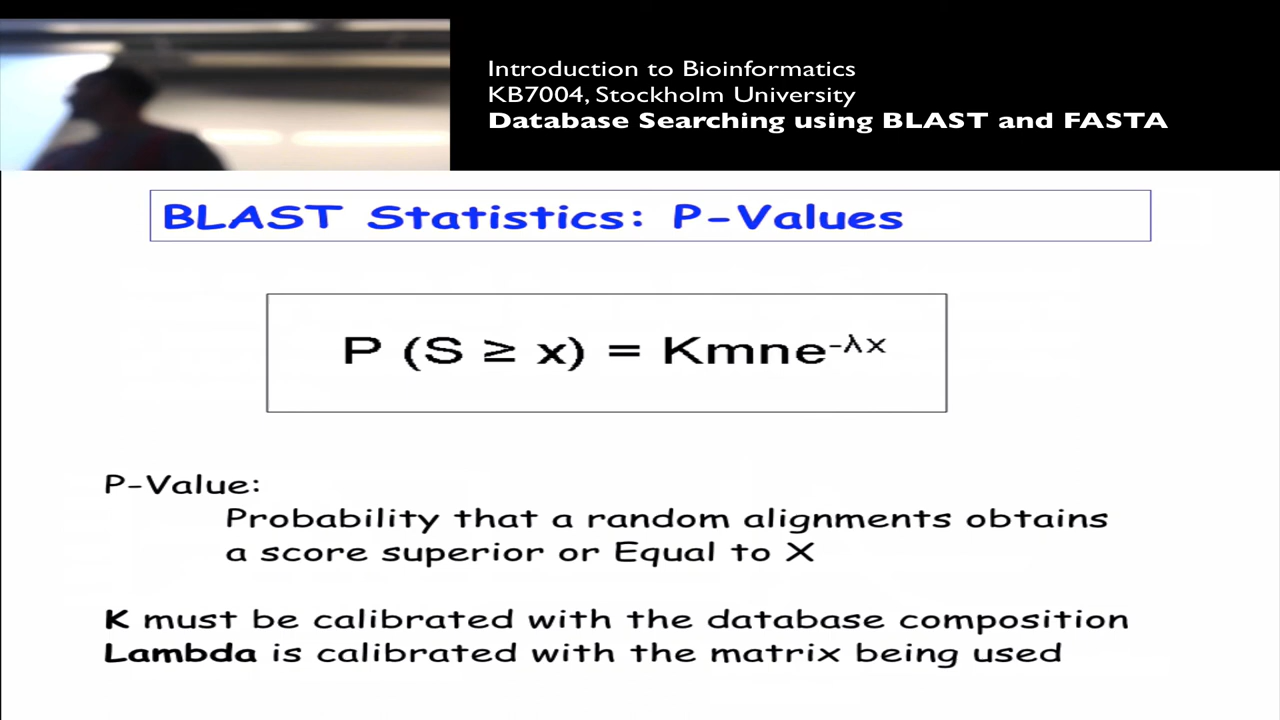 Introduction to Bioinformatics
KB7004, Stockholm University
Database Searching using BLAST and FASTA
BLAST Statistics: P-Values
P (S ≥ x) = Kmne^-λx
P-Value:
Probability that a random alignments obtains
a score superior or Equal to X
K must be calibrated with the database composition
Lambda is calibrated with the matrix being used